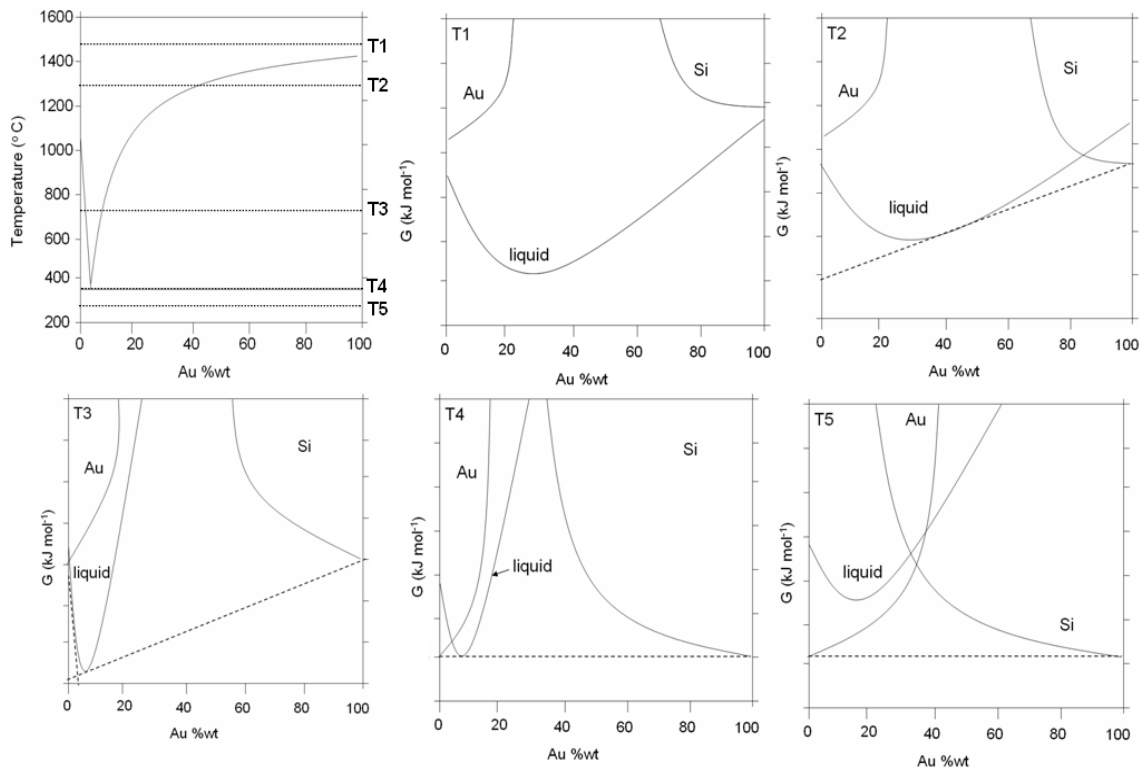 1600
1400
1200
1000
800
600
400
200
Temperature (°C)
0 20 40 60 80 100
Au %wt
T1
T2
T3
T4
T5
T1
Au
Si
liquid
G (kJ mol-1)
0 20 40 60 80 100
Au %wt
T2
Au
Si
liquid
G (kJ mol-1)
0 20 40 60 80 100
Au %wt
T3
Au
Si
liquid
G (kJ mol-1)
0 20 40 60 80 100
Au %wt
T4
Au
Si
liquid
G (kJ mol-1)
0 20 40 60 80 100
Au %wt
T5
Au
liquid
Si
G (kJ mol-1)
0 20 40 60 80 100
Au %wt